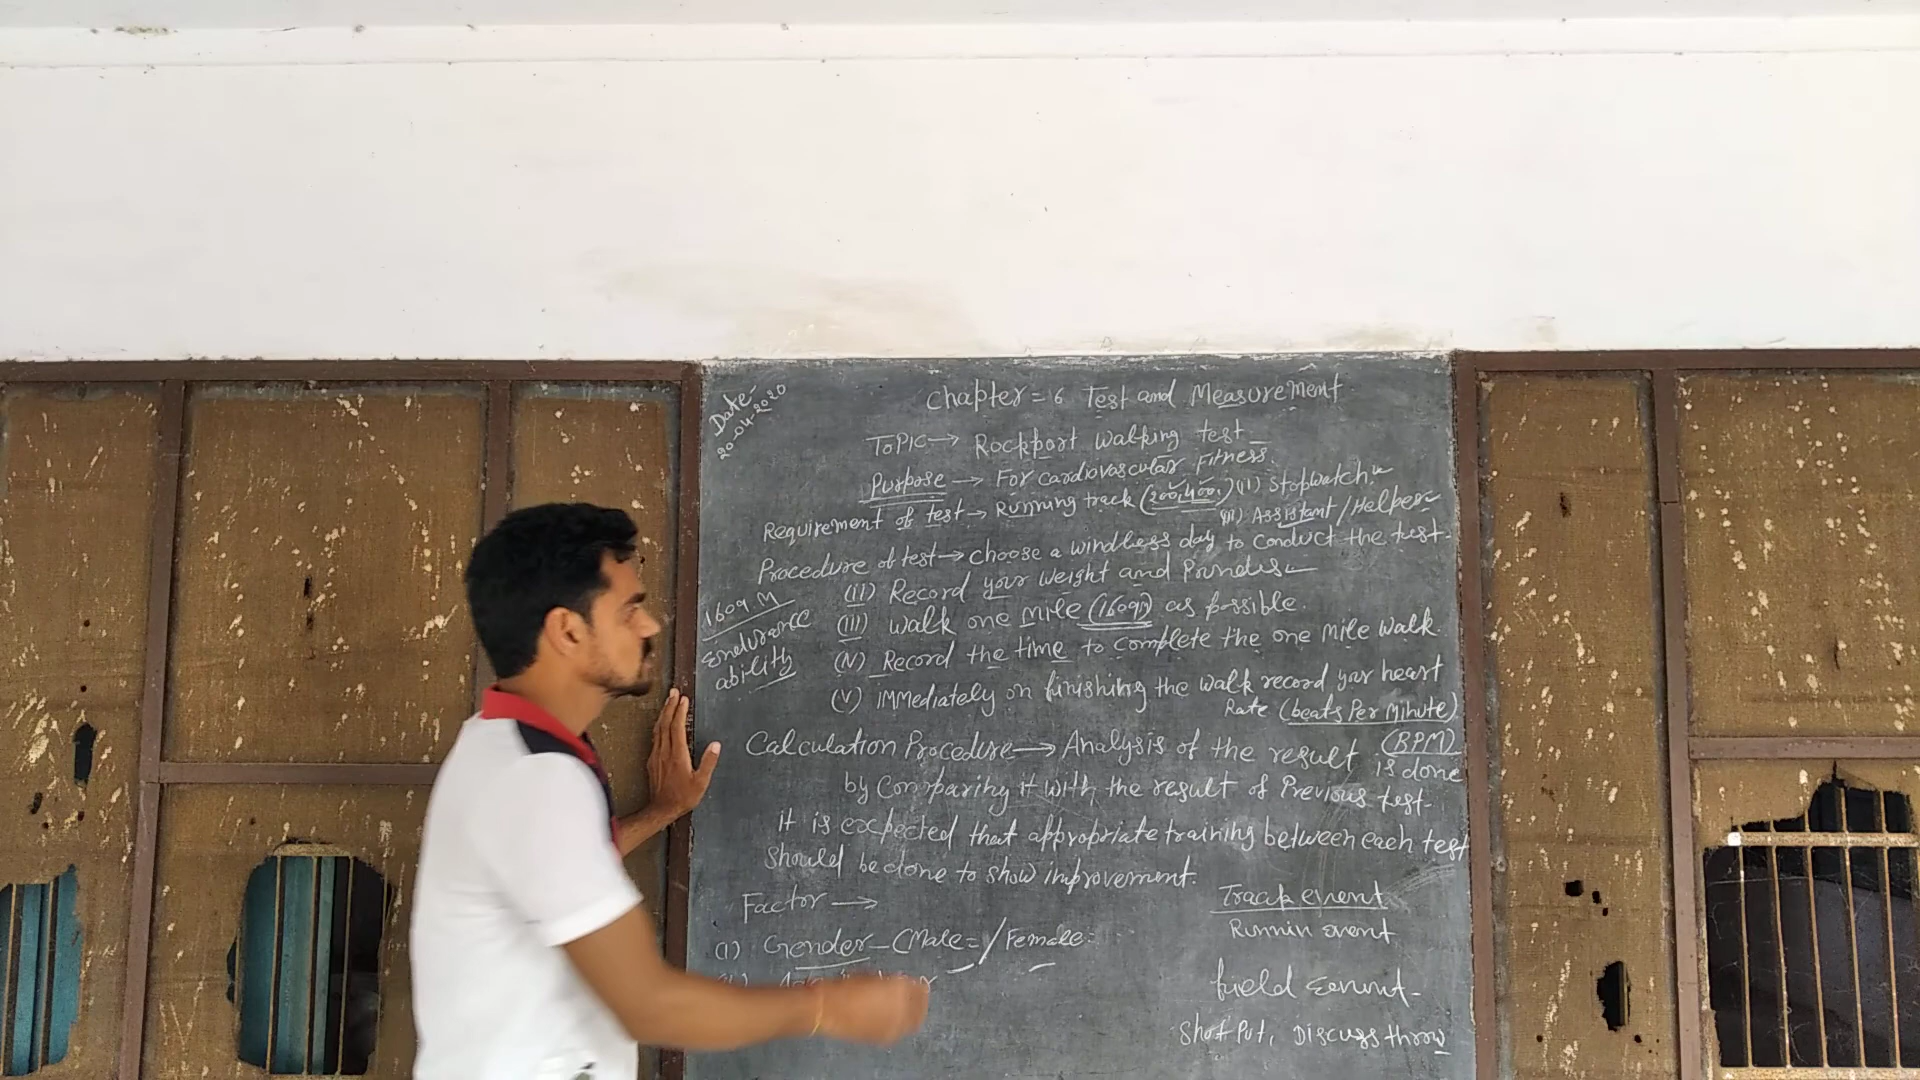 Date-
20-04-2020
Chapter = 6 Test and Measurement
Topic → Rockport Walking test
Purpose → For cardiovascular Fitness.
Requirement of test → Running track (200, 400,) (II) Stopwatch.
(III) Assistant / Helper
Procedure of test → Choose a windless day to conduct the test.
(II) Record your weight and Poundes
(III) Walk one mile (1609m) as possible.
(IV) Record the time to complete the one mile walk.
(V) Immediately on finishing the walk record your heart
Rate (beats Per Minute)
(BPM)
1609 M
Endurance
ability
Calculation Procedure → Analysis of the result is done
by Comparing it with the result of Previous test.
it is expected that appropriate training between each test
should be done to show improvement.
Factor →
(1) Gender - (Male = / Female =
Track event
Runnin event
field Eevent-
Shot Put, Discuss throw